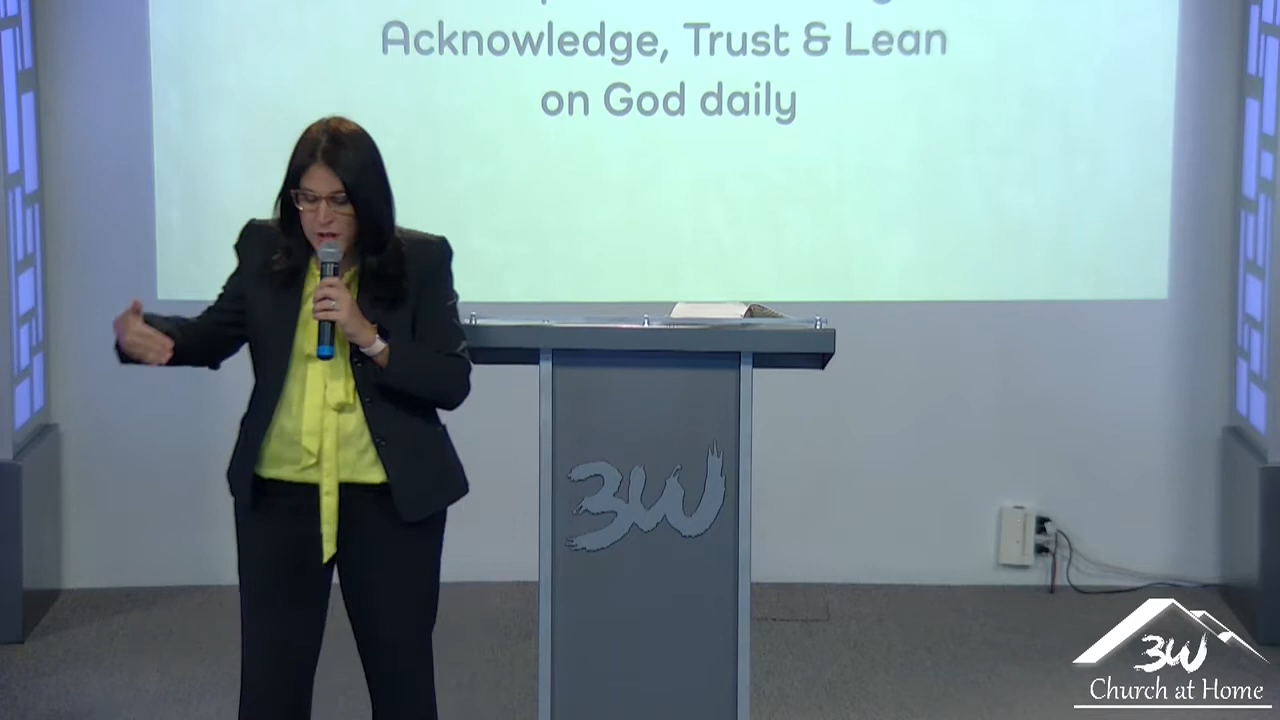 Acknowledge, Trust & Lean
on God daily
3W
3W
Church at Home